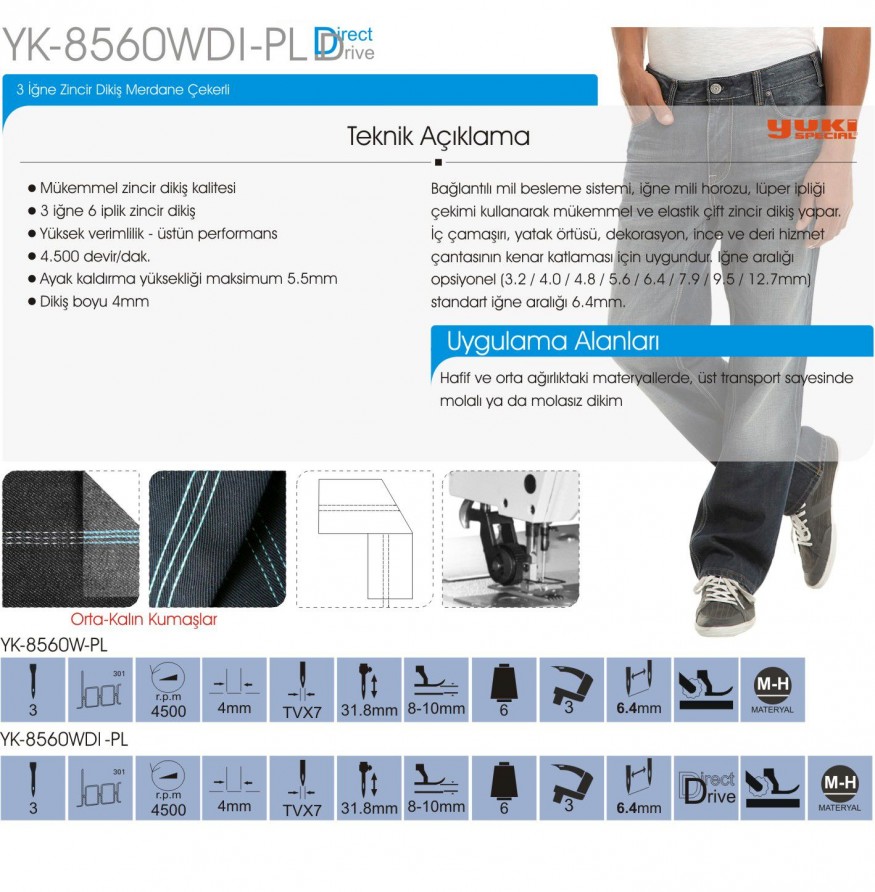 YK-8560WDI-PL Direct Drive
3 İğne Zincir Dikiş Merdane Çekerli
YUKI
SPECIAL
Teknik Açıklama
● Mükemmel zincir dikiş kalitesi
● 3 iğne 6 iplik zincir dikiş
● Yüksek verimlilik - üstün performans
● 4.500 devir/dak.
● Ayak kaldırma yüksekliği maksimum 5.5mm
● Dikiş boyu 4mm
Bağlantılı mil besleme sistemi, iğne mili horozu, lüper ipliği
çekimi kullanarak mükemmel ve elastik çift zincir dikiş yapar.
İç çamaşırı, yatak örtüsü, dekorasyon, ince ve deri hizmet
çantasının kenar katlaması için uygundur. Iğne aralığı
opsiyonel (3.2 / 4.0 / 4.8 / 5.6 / 6.4 / 7.9 / 9.5 / 12.7mm)
standart iğne aralığı 6.4mm.
Uygulama Alanları
Hafif ve orta ağırlıktaki materyallerde, üst transport sayesinde
molalı ya da molasız dikim
Orta-Kalın Kumaşlar
YK-8560W-PL
3 301 r.p.m 4500 4mm TVX7 31.8mm 8-10mm 6 3 6.4mm M-H MATERYAL
YK-8560WDI -PL
3 301 r.p.m 4500 4mm TVX7 31.8mm 8-10mm 6 3 6.4mm Direct Drive M-H MATERYAL